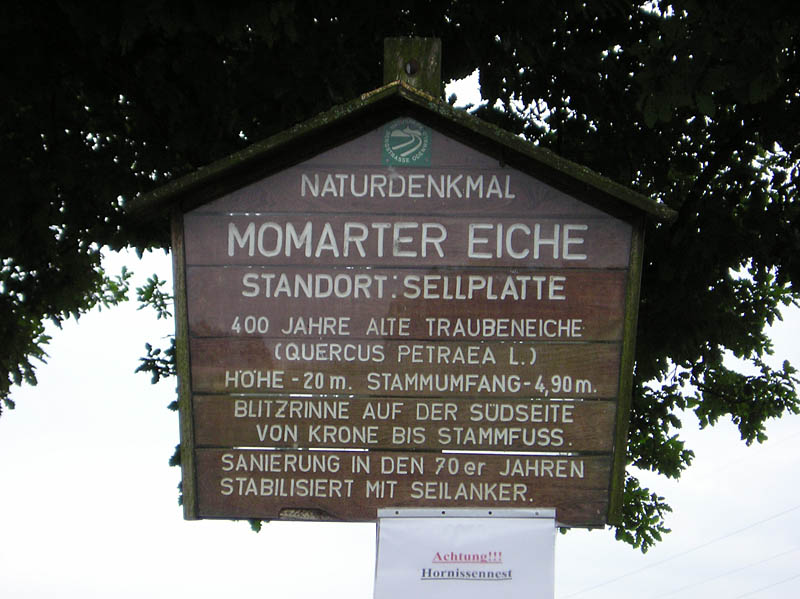 NATURDENKMAL
MOMARTER EICHE
STANDORT: SELLPLATTE
400 JAHRE ALTE TRAUBENEICHE
(QUERCUS PETRAEA L.)
HÖHE - 20 m. STAMMUMFANG - 4,90 m.
BLITZRINNE AUF DER SÜDSEITE
VON KRONE BIS STAMMFUSS.
SANIERUNG IN DEN 70er JAHREN
STABILISIERT MIT SEILANKER.
Achtung!!!
Hornissennest